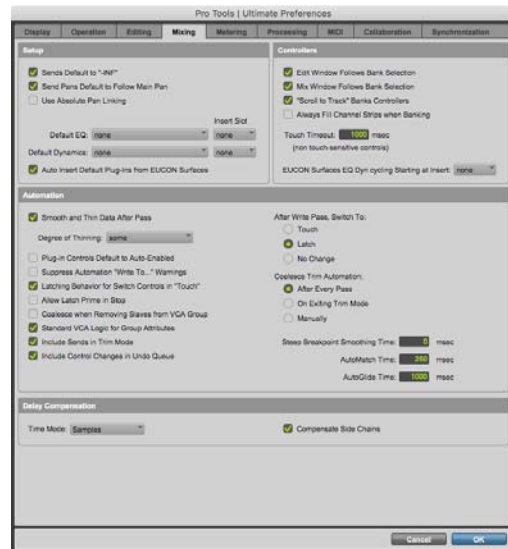 Pro Tools | Ultimate Preferences
Display Operation Editing Mixing Metering Processing MIDI Collaboration Synchronization
Setup
Sends Default to "-INF"
Send Pans Default to Follow Main Pan
Use Absolute Pan Linking
Insert Slot
Default EQ: none none
Default Dynamics: none none
Auto Insert Default Plug-Ins from EUCON Surfaces
Controllers
Edit Window Follows Bank Selection
Mix Window Follows Bank Selection
"Scroll to Track" Banks Controllers
Always Fill Channel Strips when Banking
Touch Timeout: 1000 msec
(non touch-sensitive controls)
EUCON Surfaces EQ Dyn cycling Starting at Insert: none
Automation
Smooth and Thin Data After Pass
Degree of Thinning: some
Plug-in Controls Default to Auto-Enabled
Suppress Automation "Write To..." Warnings
Latching Behavior for Switch Controls in "Touch"
Allow Latch Prime in Stop
Coalesce when Removing Slaves from VCA Group
Standard VCA Logic for Group Attributes
Include Sends in Trim Mode
Include Control Changes in Undo Queue
After Write Pass, Switch To:
Touch
Latch
No Change
Coalesce Trim Automation:
After Every Pass
On Exiting Trim Mode
Manually
Steep Breakpoint Smoothing Time: msec
AutoMatch Time: 250 msec
AutoGlide Time: 1000 msec
Delay Compensation
Time Mode: Samples
Compensate Side Chains
Cancel OK